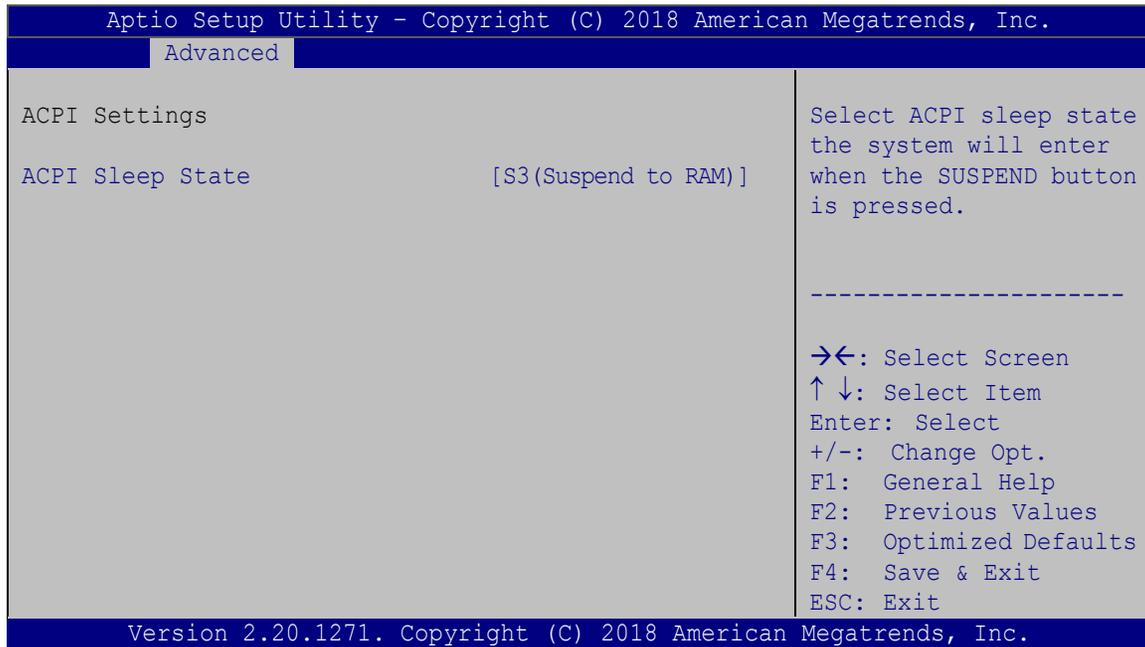 Aptio Setup Utility – Copyright (C) 2018 American Megatrends, Inc.
Advanced
ACPI Settings
ACPI Sleep State [S3(Suspend to RAM)]
Select ACPI sleep state
the system will enter
when the SUSPEND button
is pressed.
----------------------
→←: Select Screen
↑ ↓: Select Item
Enter: Select
+/-: Change Opt.
F1: General Help
F2: Previous Values
F3: Optimized Defaults
F4: Save & Exit
ESC: Exit
Version 2.20.1271. Copyright (C) 2018 American Megatrends, Inc.